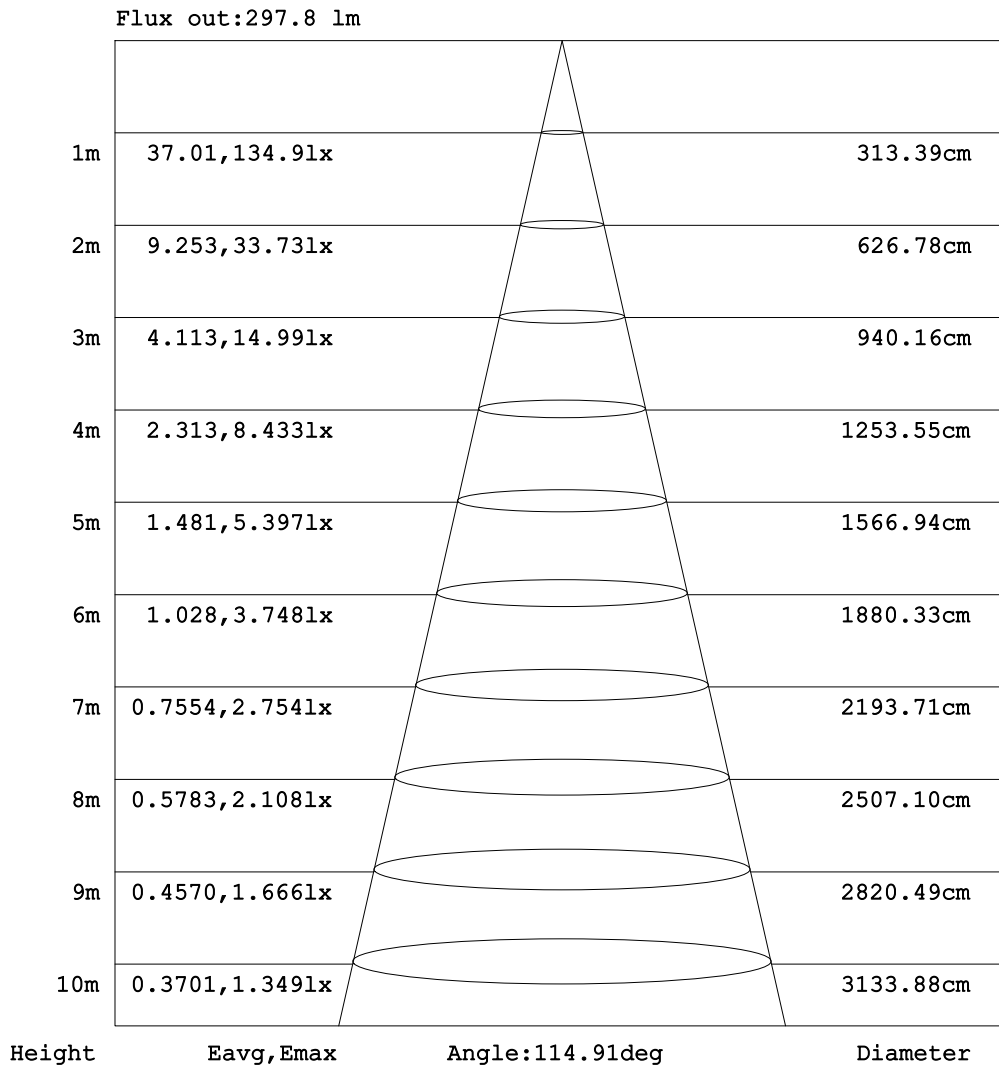 Flux out:297.8 lm
1m 37.01,134.9lx 313.39cm
2m 9.253,33.73lx 626.78cm
3m 4.113,14.99lx 940.16cm
4m 2.313,8.433lx 1253.55cm
5m 1.481,5.397lx 1566.94cm
6m 1.028,3.748lx 1880.33cm
7m 0.7554,2.754lx 2193.71cm
8m 0.5783,2.108lx 2507.10cm
9m 0.4570,1.666lx 2820.49cm
10m 0.3701,1.349lx 3133.88cm
Height Eavg,Emax Angle:114.91deg Diameter